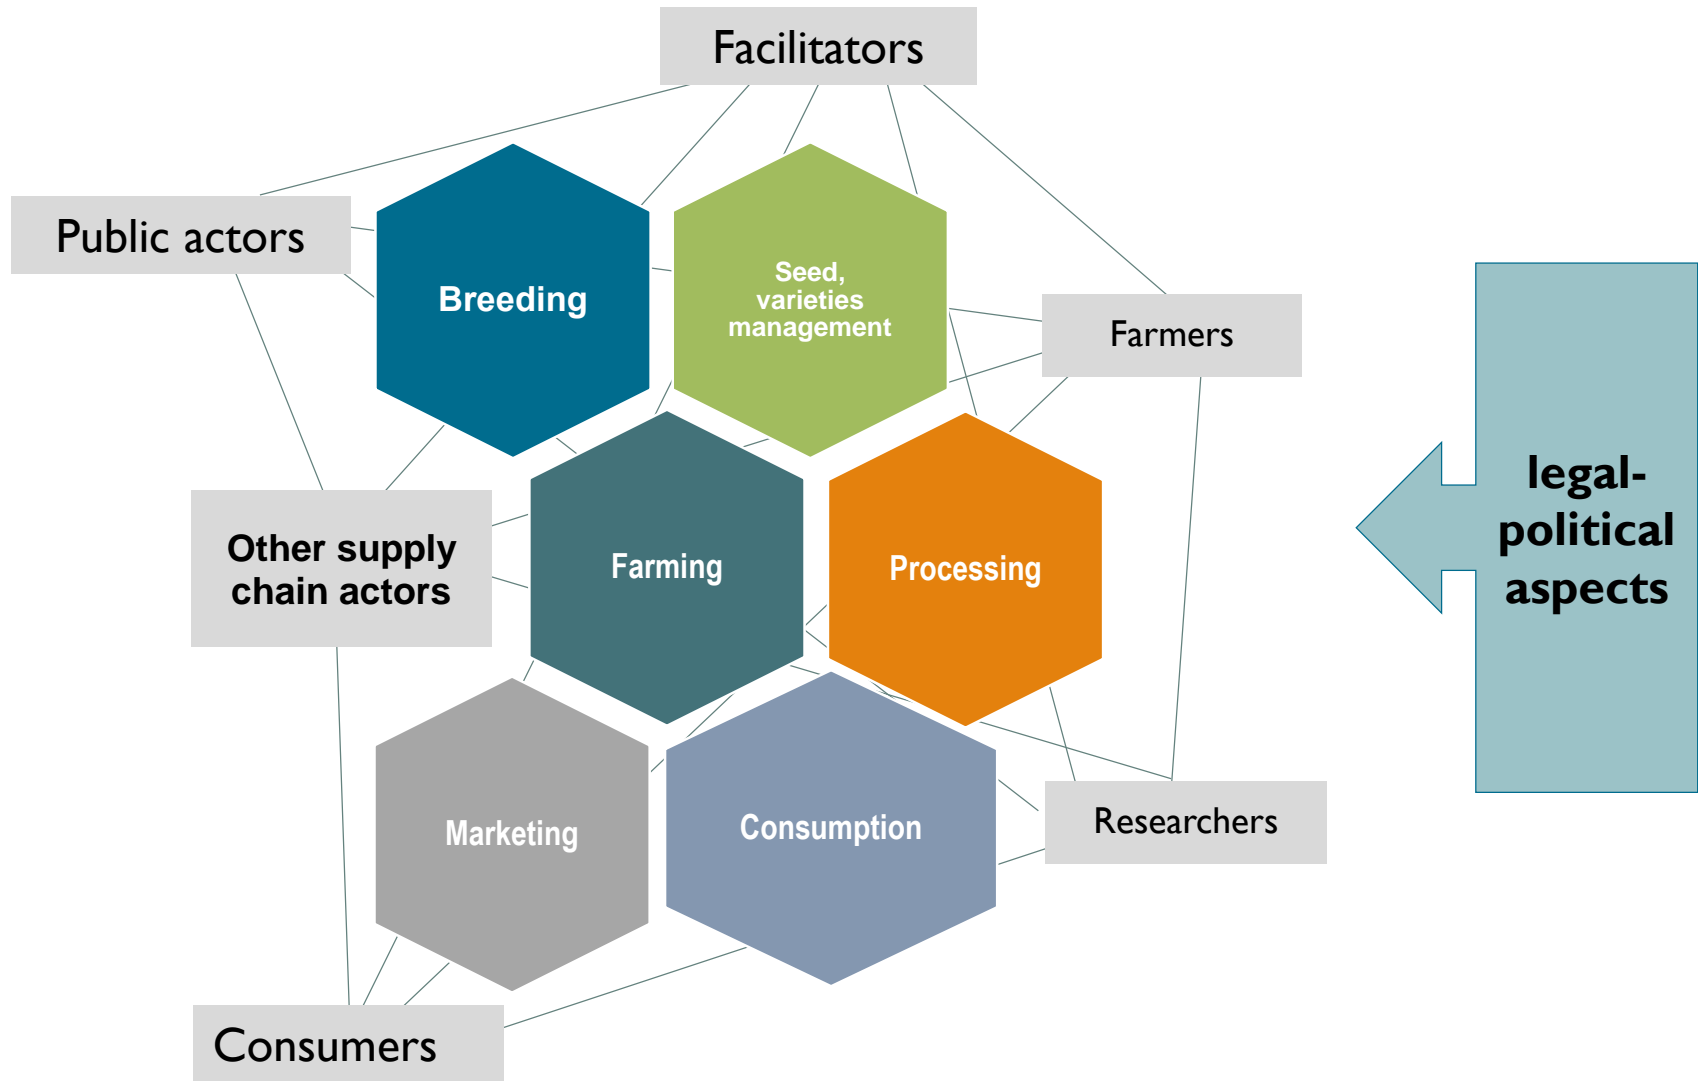 Facilitators
Public actors
Breeding
Seed,
varieties
management
Farmers
Other supply
chain actors
Farming
Processing
legal-
political
aspects
Marketing
Consumption
Researchers
Consumers